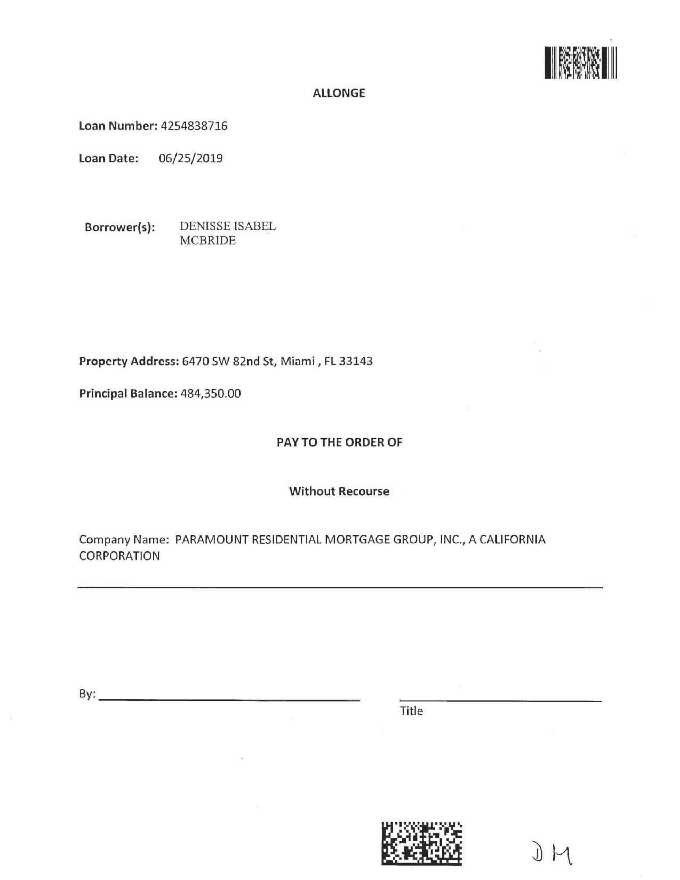 ALLONGE
Loan Number: 4254838716
Loan Date: 06/25/2019
Borrower(s): DENISSE ISABEL
MCBRIDE
Property Address: 6470 SW 82nd St, Miami , FL 33143
Principal Balance: 484,350.00
PAY TO THE ORDER OF
Without Recourse
Company Name: PARAMOUNT RESIDENTIAL MORTGAGE GROUP, INC., A CALIFORNIA
CORPORATION
By:
Title
DM